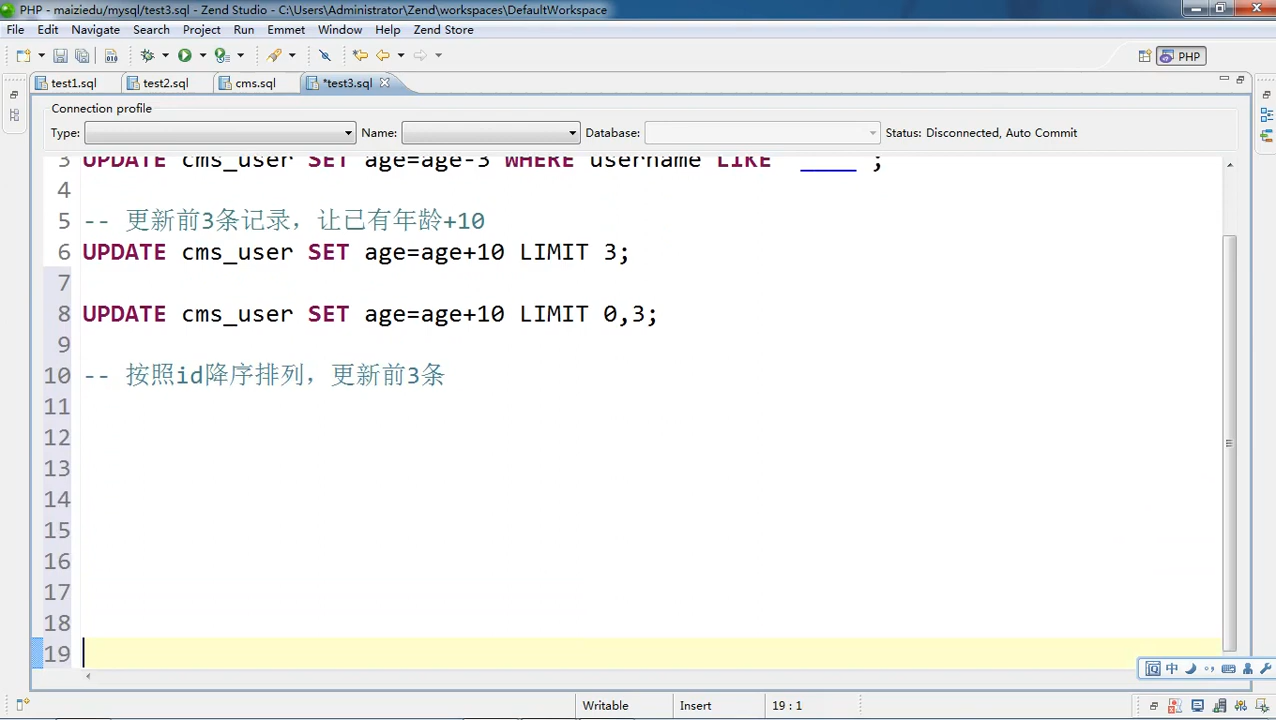 PHP - maiziedu/mysql/test3.sql - Zend Studio - C:\Users\Administrator\Zend\workspaces\DefaultWorkspace
File Edit Navigate Search Project Run Emmet Window Help Zend Store
PHP
test1.sql test2.sql cms.sql *test3.sql
Connection profile
Type: Name: Database: Status: Disconnected, Auto Commit
3 UPDATE cms_user SET age=age-3 WHERE username LIKE '____';
4
5 -- 更新前3条记录，让已有年龄+10
6 UPDATE cms_user SET age=age+10 LIMIT 3;
7
8 UPDATE cms_user SET age=age+10 LIMIT 0,3;
9
10 -- 按照id降序排列，更新前3条
11
12
13
14
15
16
17
18
19
中
Writable Insert 19 : 1